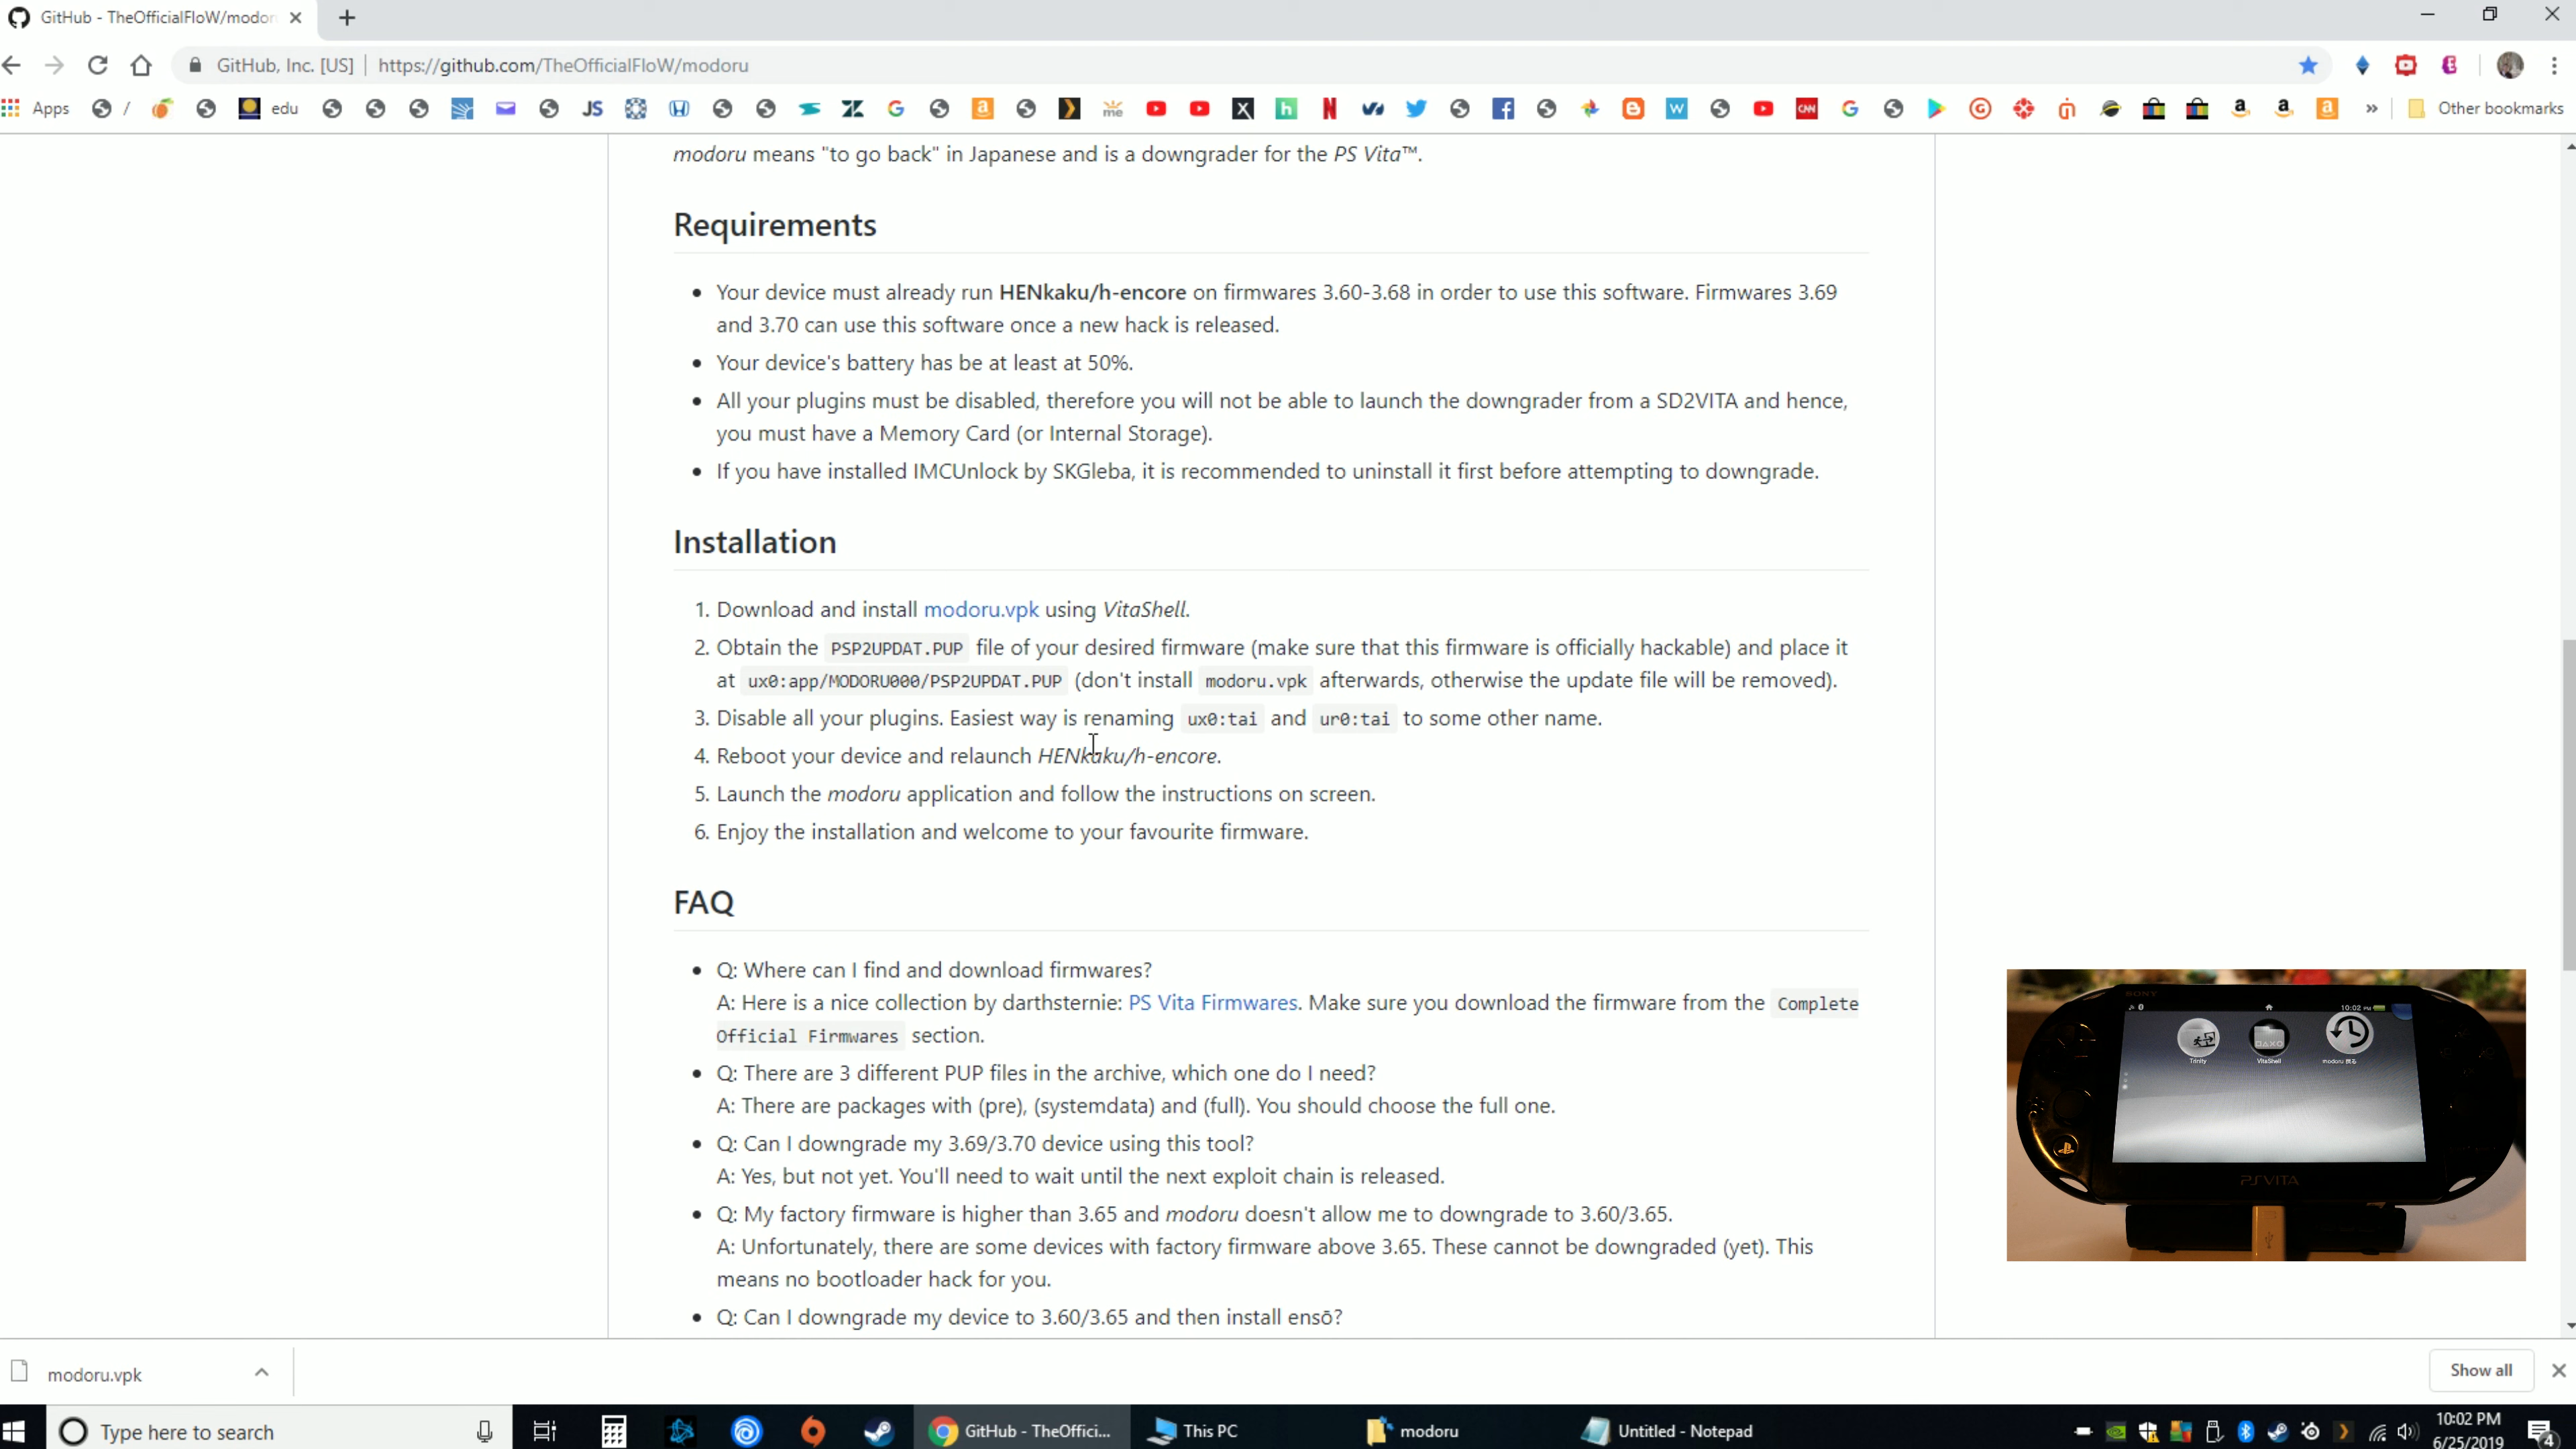 GitHub - TheOfficialFloW/modor
GitHub, Inc. [US] https://github.com/TheOfficialFloW/modoru
Apps / edu JS me CNN » Other bookmarks
modoru means "to go back" in Japanese and is a downgrader for the PS Vita™.
Requirements
• Your device must already run HENkaku/h-encore on firmwares 3.60-3.68 in order to use this software. Firmwares 3.69
and 3.70 can use this software once a new hack is released.
• Your device's battery has be at least at 50%.
• All your plugins must be disabled, therefore you will not be able to launch the downgrader from a SD2VITA and hence,
you must have a Memory Card (or Internal Storage).
• If you have installed IMCUnlock by SKGleba, it is recommended to uninstall it first before attempting to downgrade.
Installation
1. Download and install modoru.vpk using VitaShell.
2. Obtain the PSP2UPDAT.PUP file of your desired firmware (make sure that this firmware is officially hackable) and place it
at ux0:app/MODORU000/PSP2UPDAT.PUP (don't install modoru.vpk afterwards, otherwise the update file will be removed).
3. Disable all your plugins. Easiest way is renaming ux0:tai and ur0:tai to some other name.
4. Reboot your device and relaunch HENkaku/h-encore.
5. Launch the modoru application and follow the instructions on screen.
6. Enjoy the installation and welcome to your favourite firmware.
FAQ
• Q: Where can I find and download firmwares?
A: Here is a nice collection by darthsternie: PS Vita Firmwares. Make sure you download the firmware from the Complete
Official Firmwares section.
• Q: There are 3 different PUP files in the archive, which one do I need?
A: There are packages with (pre), (systemdata) and (full). You should choose the full one.
• Q: Can I downgrade my 3.69/3.70 device using this tool?
A: Yes, but not yet. You'll need to wait until the next exploit chain is released.
• Q: My factory firmware is higher than 3.65 and modoru doesn't allow me to downgrade to 3.60/3.65.
A: Unfortunately, there are some devices with factory firmware above 3.65. These cannot be downgraded (yet). This
means no bootloader hack for you.
• Q: Can I downgrade my device to 3.60/3.65 and then install ensō?
SONY
10:02 PM
Trinity VitaShell modoru 戻る
PSVITA
modoru.vpk
Show all
Type here to search
GitHub - TheOffici...
This PC
modoru
Untitled - Notepad
10:02 PM
6/25/2019
4